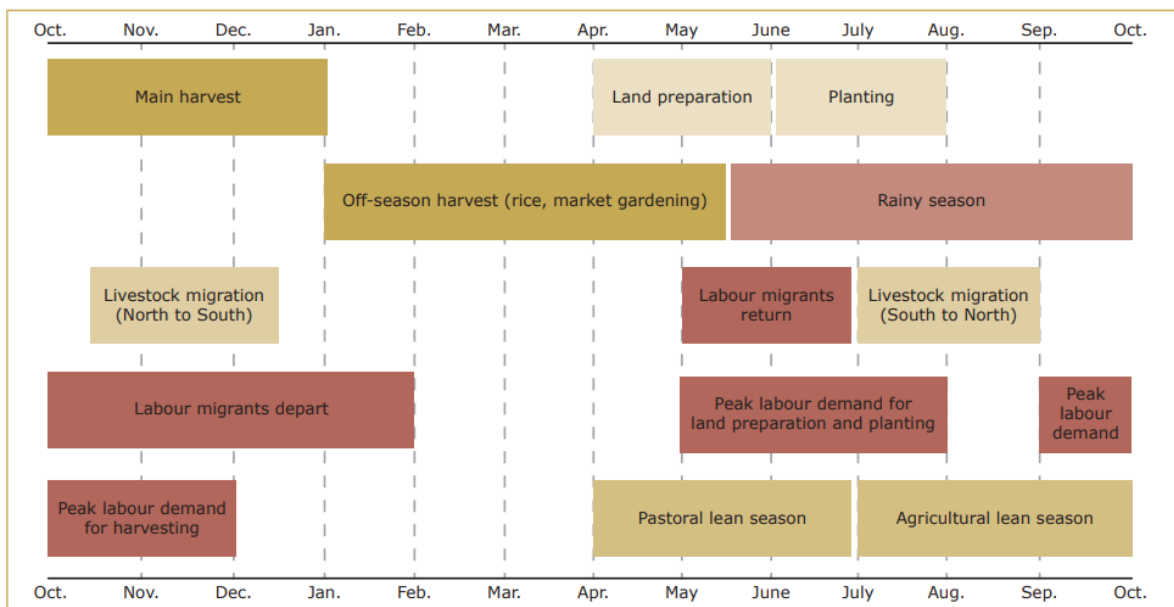 Oct. Nov. Dec. Jan. Feb. Mar. Apr. May June July Aug. Sep. Oct.
Main harvest
Land preparation
Planting
Off-season harvest (rice, market gardening)
Rainy season
Livestock migration
(North to South)
Labour migrants
return
Livestock migration
(South to North)
Labour migrants depart
Peak labour demand for
land preparation and planting
Peak
labour
demand
Peak labour demand
for harvesting
Pastoral lean season
Agricultural lean season
Oct. Nov. Dec. Jan. Feb. Mar. Apr. May June July Aug. Sep. Oct.